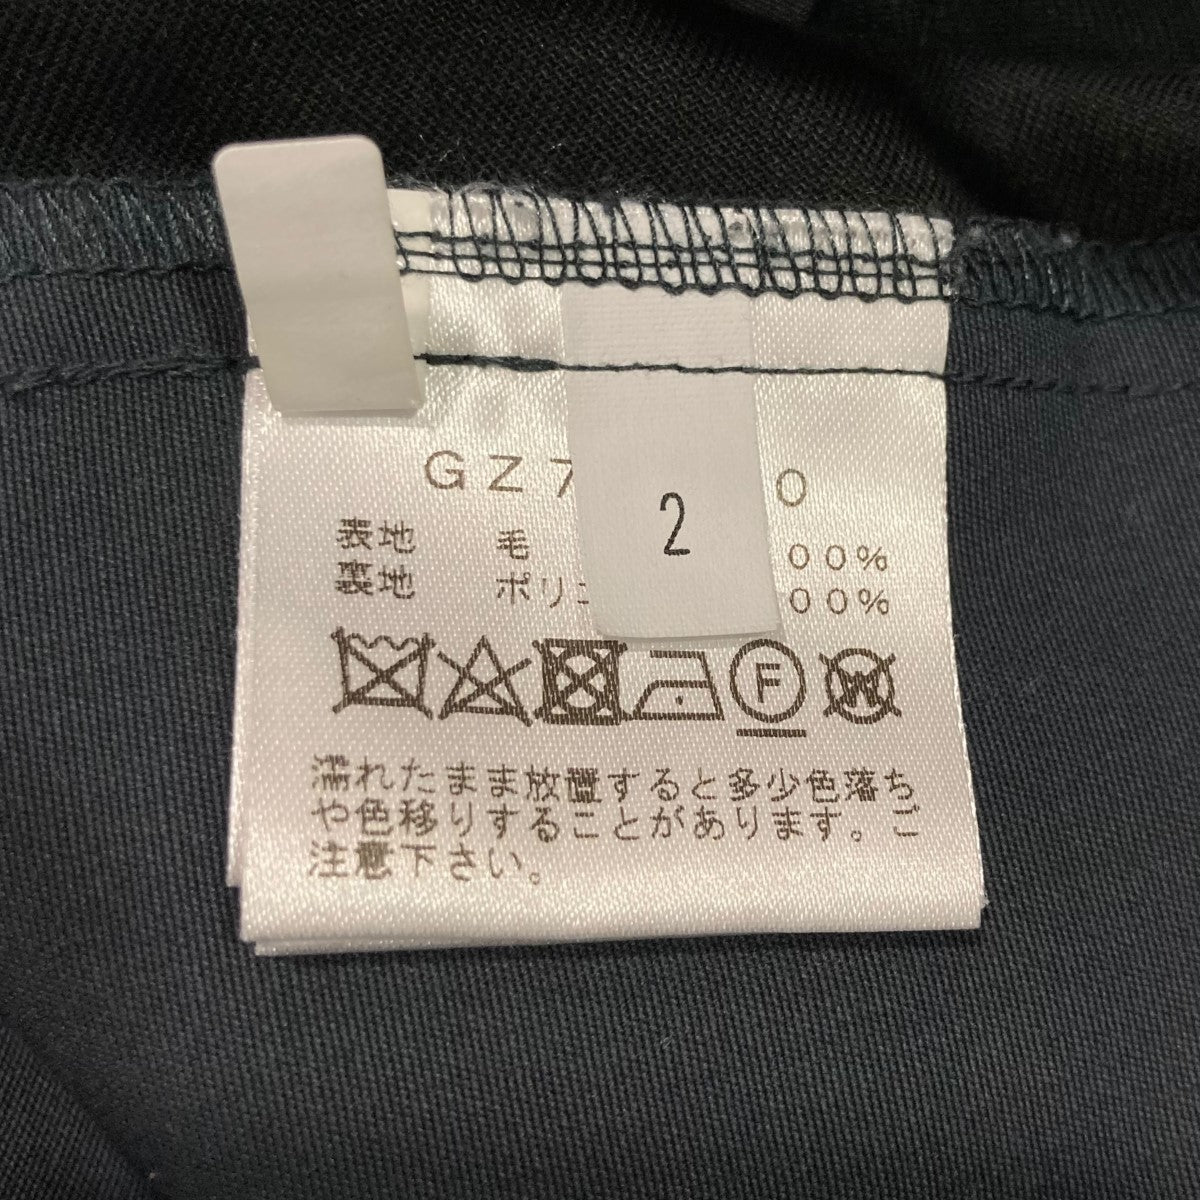 GZ7 0
2
表地 毛 00%
裏地 ポリエ 00%
F W
濡れたまま放置すると多少色落ち
や色移りすることがあります。ご
注意下さい。